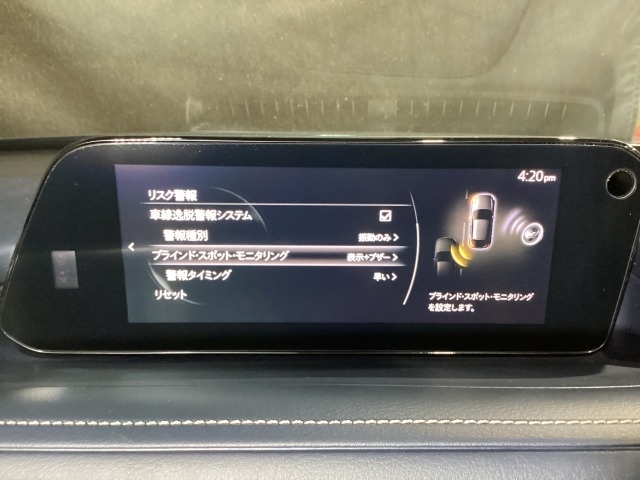 4:20pm
リスク警報
車線逸脱警報システム
警報種別 振動のみ
ブラインド・スポット・モニタリング 表示+ブザー
警報タイミング 早い
リセット
ブラインド・スポット・モニタリング
を設定します。